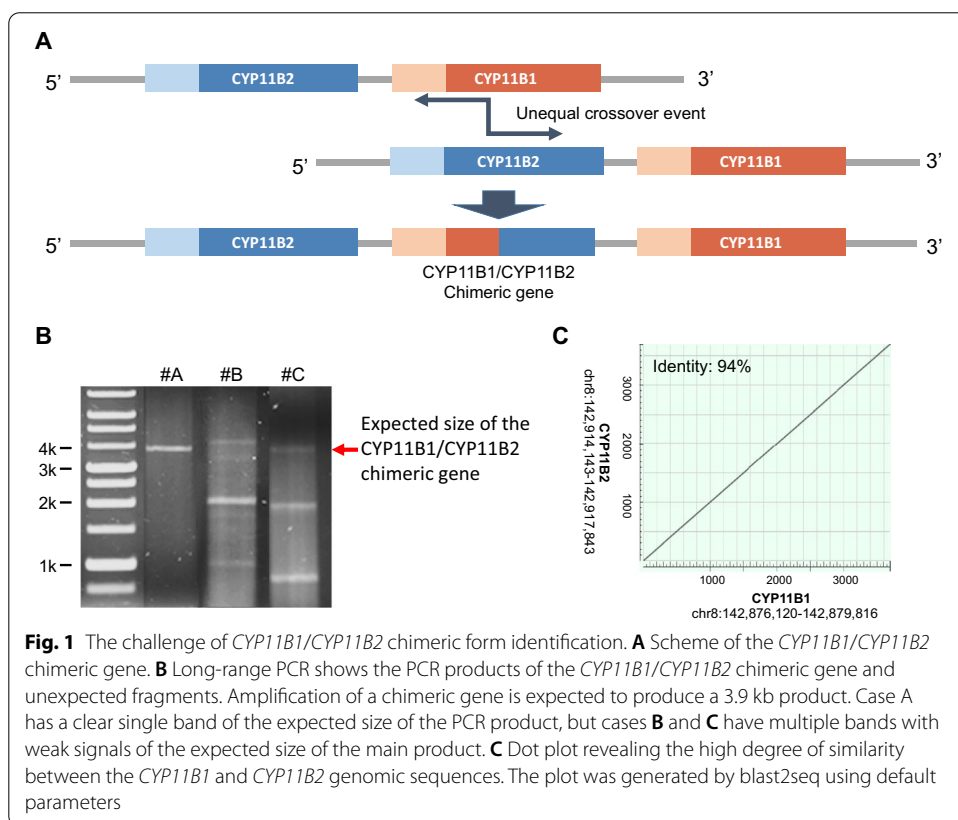 A
5' CYP11B2 CYP11B1 3'
Unequal crossover event
5' CYP11B2 CYP11B1 3'
5' CYP11B2 CYP11B1 3'
CYP11B1/CYP11B2
Chimeric gene
B
#A #B #C
4k
3k
2k
1k
Expected size of the
CYP11B1/CYP11B2
chimeric gene
C
Identity: 94%
CYP11B2
chr8:142,914,143-142,917,843
3000
2000
1000
1000 2000 3000
CYP11B1
chr8:142,876,120-142,879,816
Fig. 1 The challenge of CYP11B1/CYP11B2 chimeric form identification. A Scheme of the CYP11B1/CYP11B2
chimeric gene. B Long-range PCR shows the PCR products of the CYP11B1/CYP11B2 chimeric gene and
unexpected fragments. Amplification of a chimeric gene is expected to produce a 3.9 kb product. Case A
has a clear single band of the expected size of the PCR product, but cases B and C have multiple bands with
weak signals of the expected size of the main product. C Dot plot revealing the high degree of similarity
between the CYP11B1 and CYP11B2 genomic sequences. The plot was generated by blast2seq using default
parameters